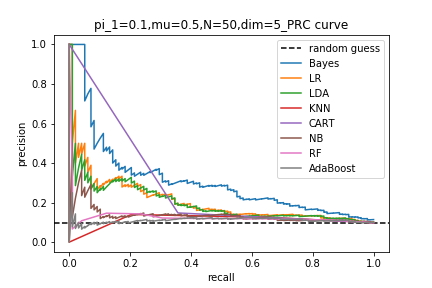 pi_1=0.1,mu=0.5,N=50,dim=5_PRC curve
1.0
0.8
0.6
0.4
0.2
0.0
precision
random guess
Bayes
LR
LDA
KNN
CART
NB
RF
AdaBoost
0.0 0.2 0.4 0.6 0.8 1.0
recall